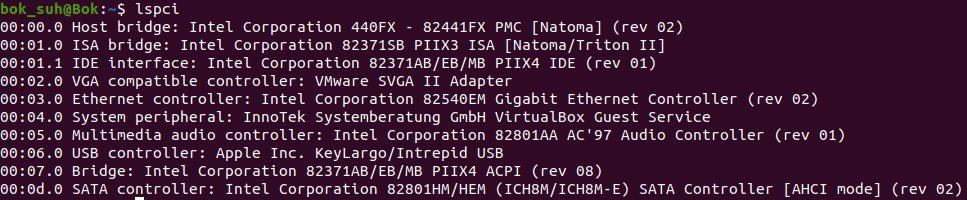 bok_suh@Bok:~$ lspci
00:00.0 Host bridge: Intel Corporation 440FX - 82441FX PMC [Natoma] (rev 02)
00:01.0 ISA bridge: Intel Corporation 82371SB PIIX3 ISA [Natoma/Triton II]
00:01.1 IDE interface: Intel Corporation 82371AB/EB/MB PIIX4 IDE (rev 01)
00:02.0 VGA compatible controller: VMware SVGA II Adapter
00:03.0 Ethernet controller: Intel Corporation 82540EM Gigabit Ethernet Controller (rev 02)
00:04.0 System peripheral: InnoTek Systemberatung GmbH VirtualBox Guest Service
00:05.0 Multimedia audio controller: Intel Corporation 82801AA AC'97 Audio Controller (rev 01)
00:06.0 USB controller: Apple Inc. KeyLargo/Intrepid USB
00:07.0 Bridge: Intel Corporation 82371AB/EB/MB PIIX4 ACPI (rev 08)
00:0d.0 SATA controller: Intel Corporation 82801HM/HEM (ICH8M/ICH8M-E) SATA Controller [AHCI mode] (rev 02)